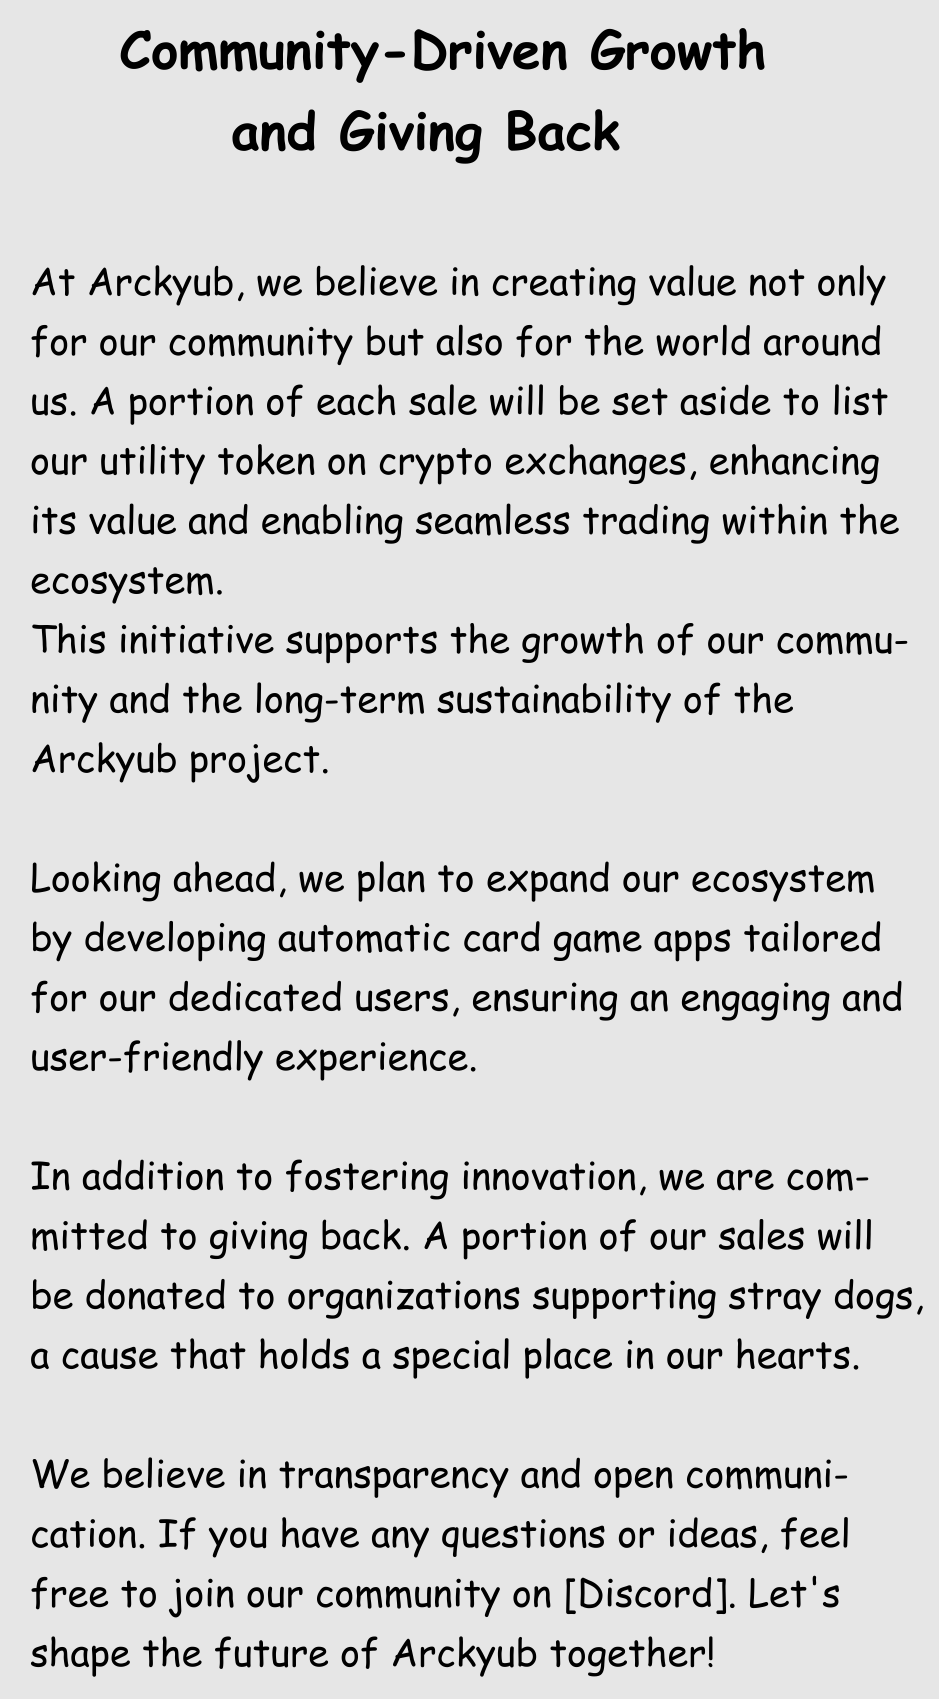 Community-Driven Growth
and Giving Back
At Arckyub, we believe in creating value not only
for our community but also for the world around
us. A portion of each sale will be set aside to list
our utility token on crypto exchanges, enhancing
its value and enabling seamless trading within the
ecosystem.
This initiative supports the growth of our commu-
nity and the long-term sustainability of the
Arckyub project.
Looking ahead, we plan to expand our ecosystem
by developing automatic card game apps tailored
for our dedicated users, ensuring an engaging and
user-friendly experience.
In addition to fostering innovation, we are com-
mitted to giving back. A portion of our sales will
be donated to organizations supporting stray dogs,
a cause that holds a special place in our hearts.
We believe in transparency and open communi-
cation. If you have any questions or ideas, feel
free to join our community on [Discord]. Let's
shape the future of Arckyub together!